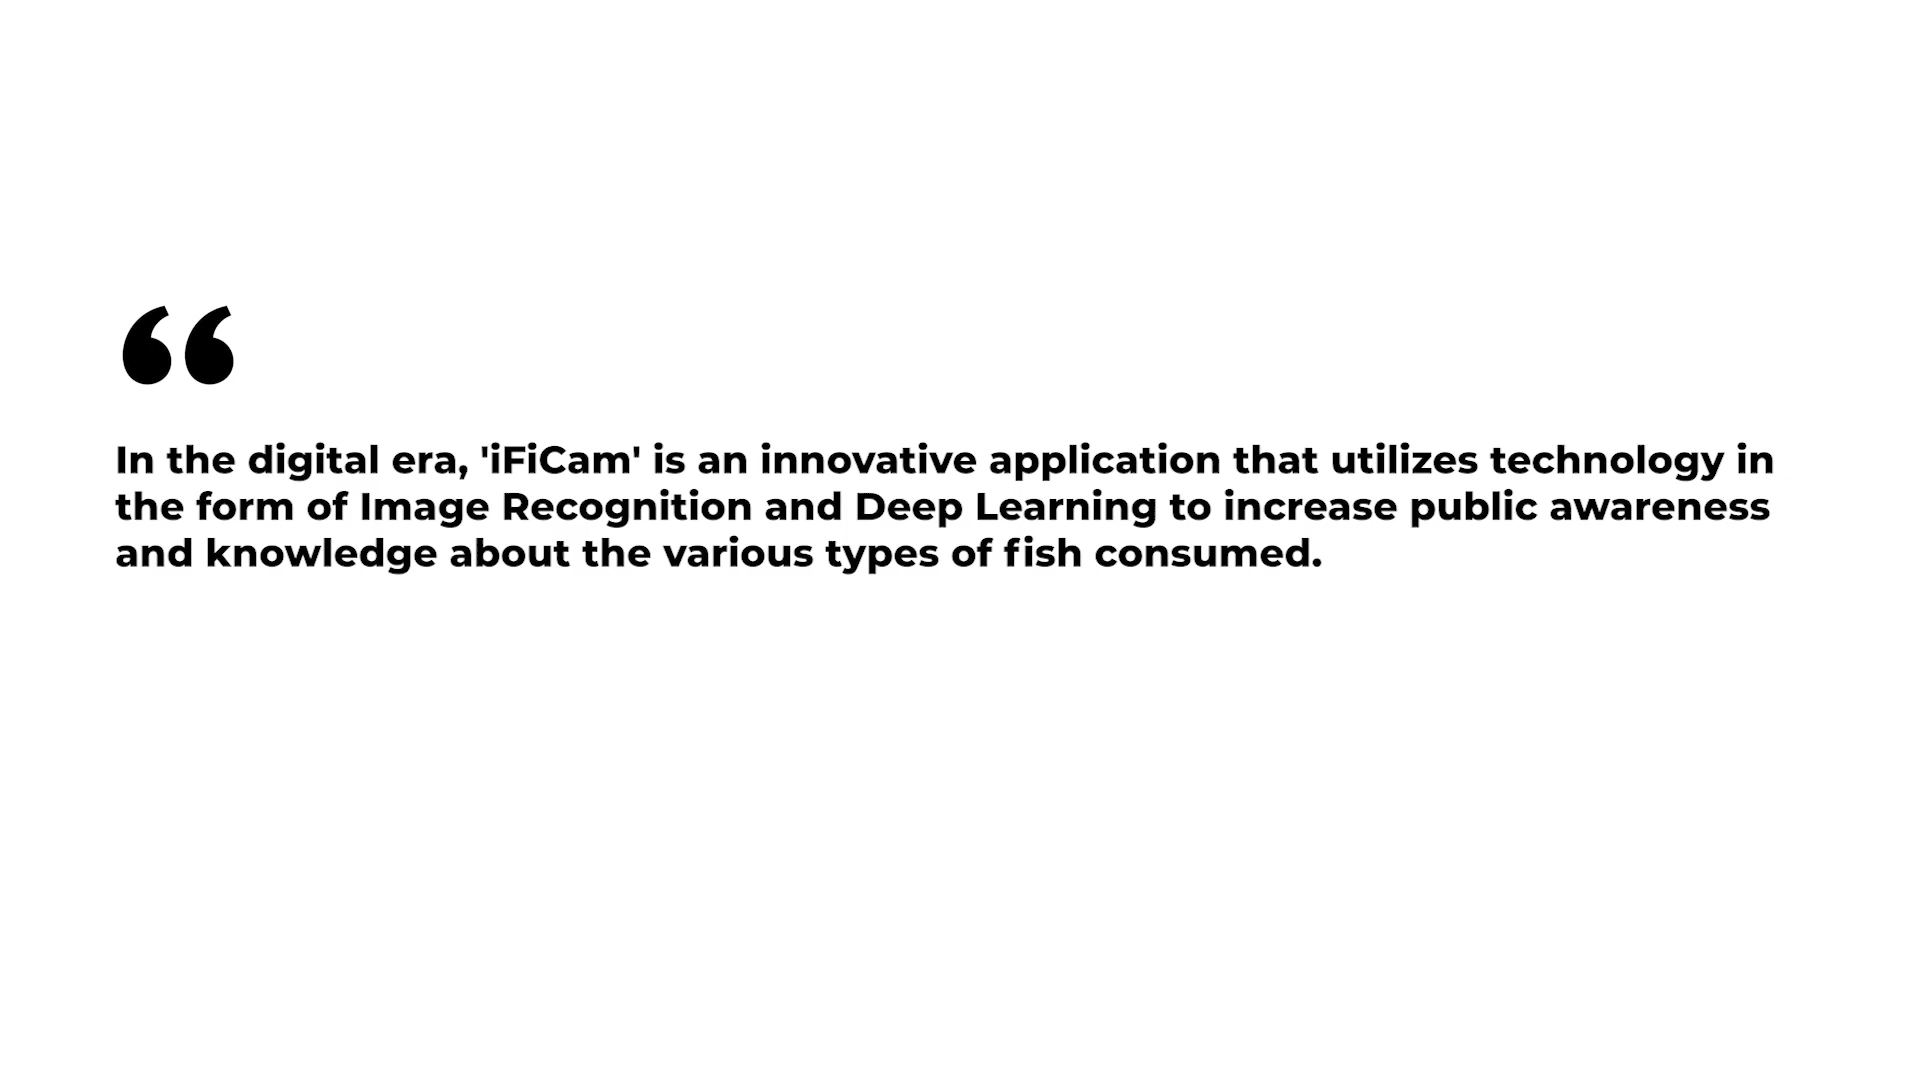 “
In the digital era, 'iFiCam' is an innovative application that utilizes technology in
the form of Image Recognition and Deep Learning to increase public awareness
and knowledge about the various types of fish consumed.